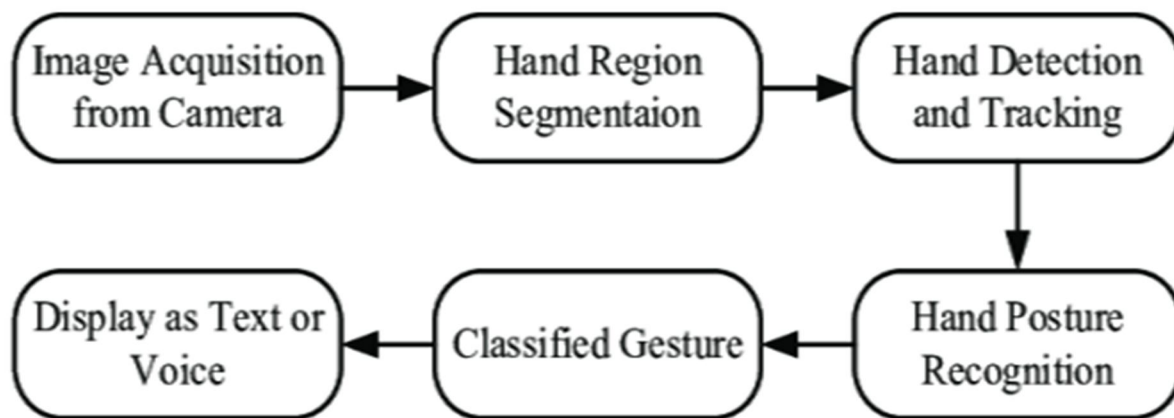 Image Acquisition
from Camera
Hand Region
Segmentaion
Hand Detection
and Tracking
Hand Posture
Recognition
Classified Gesture
Display as Text or
Voice